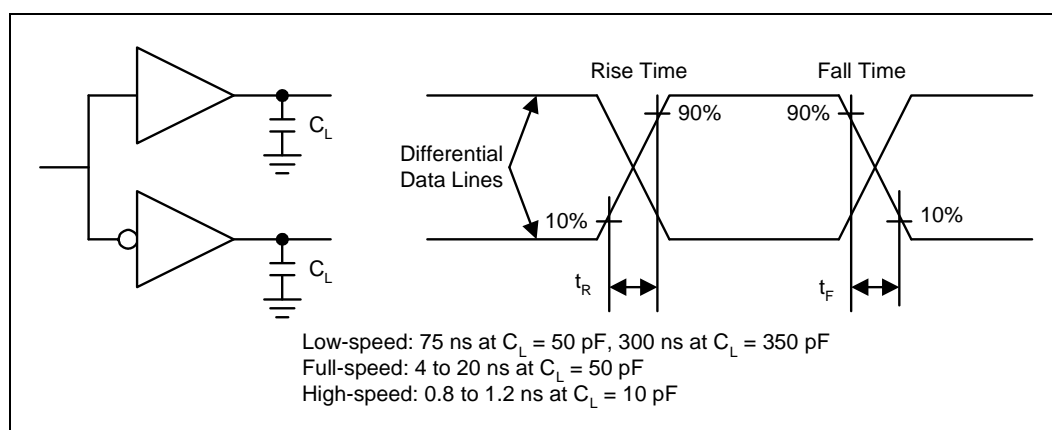 Rise Time
Fall Time
90%
90%
Differential
Data Lines
10%
10%
C_L
C_L
t_R
t_F
Low-speed: 75 ns at C_L = 50 pF, 300 ns at C_L = 350 pF
Full-speed: 4 to 20 ns at C_L = 50 pF
High-speed: 0.8 to 1.2 ns at C_L = 10 pF